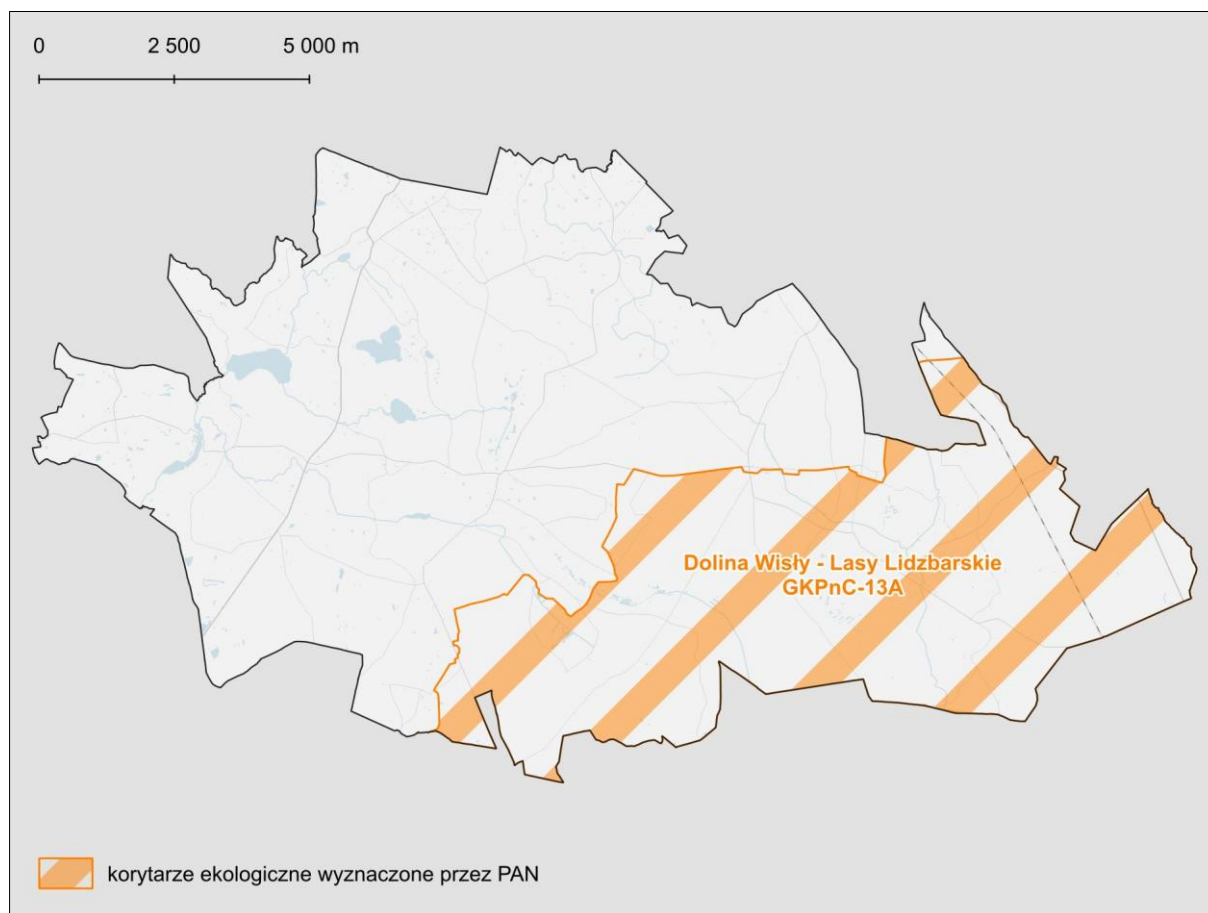 0 2 500 5 000 m
Dolina Wisły - Lasy Lidzbarskie
GKPnC-13A
korytarze ekologiczne wyznaczone przez PAN